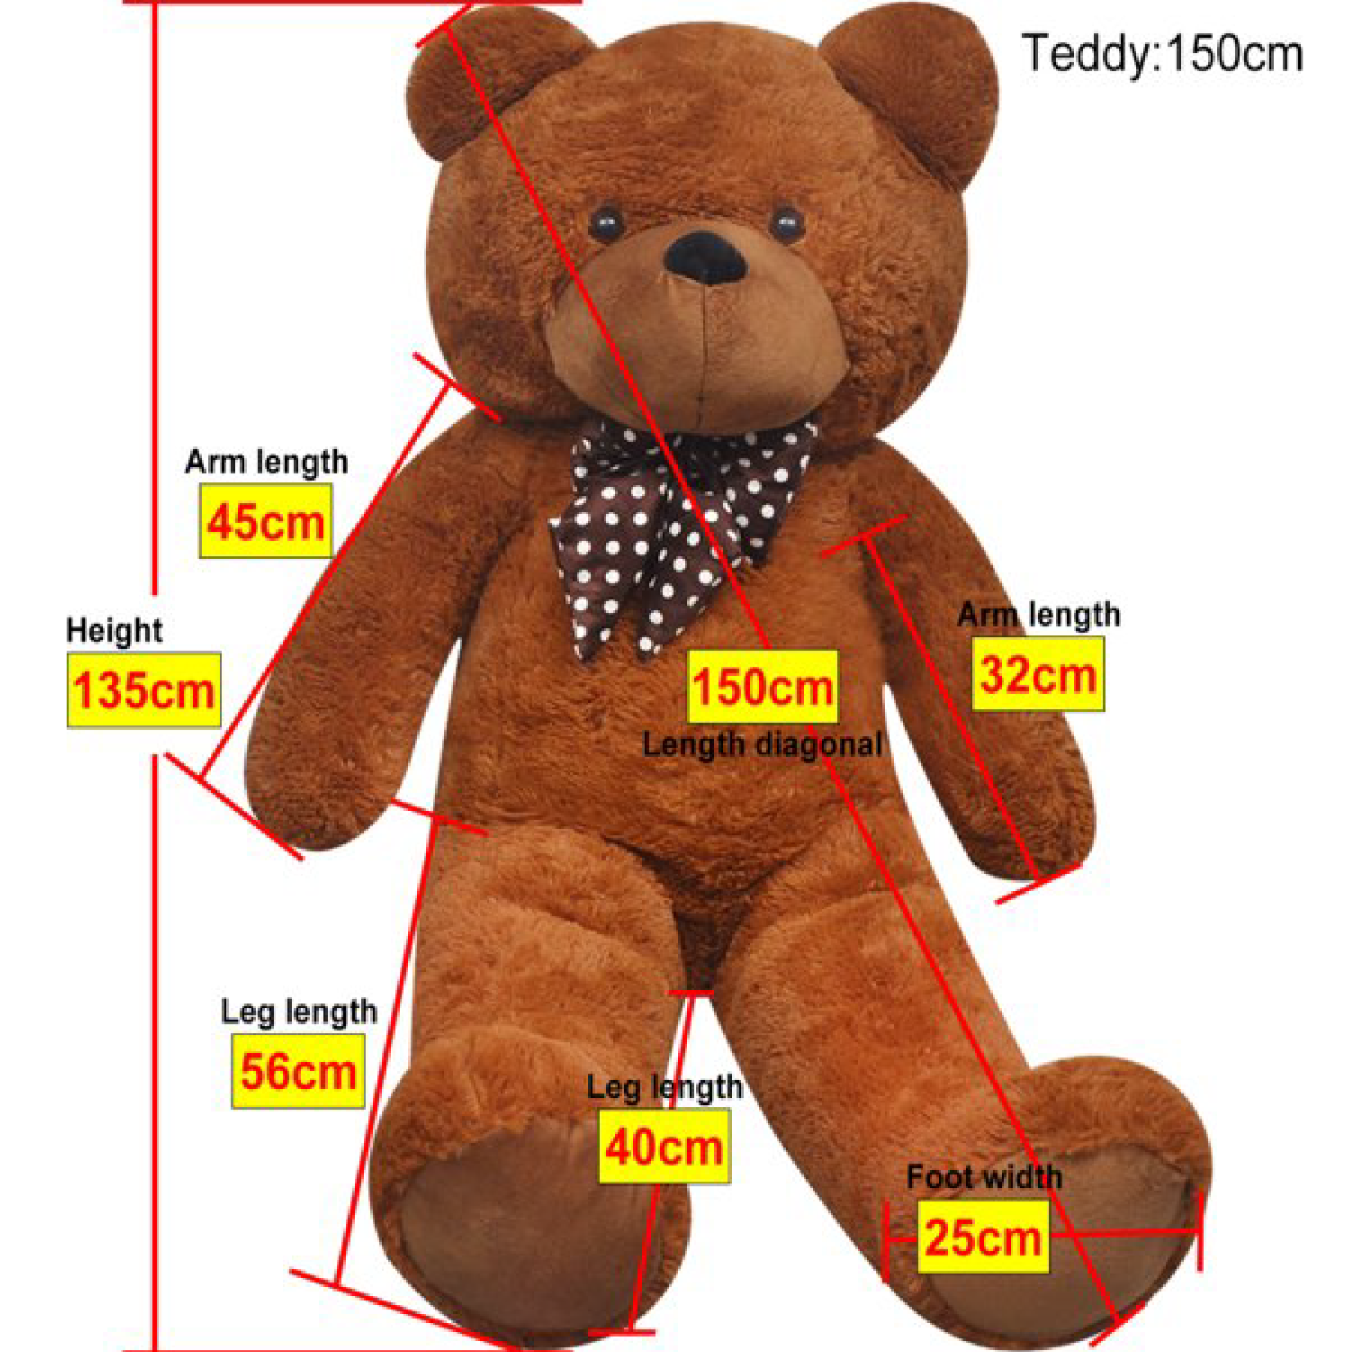 Teddy:150cm
Arm length
45cm
Height
135cm
Arm length
32cm
150cm
Length diagonal
Leg length
56cm
Leg length
40cm
Foot width
25cm